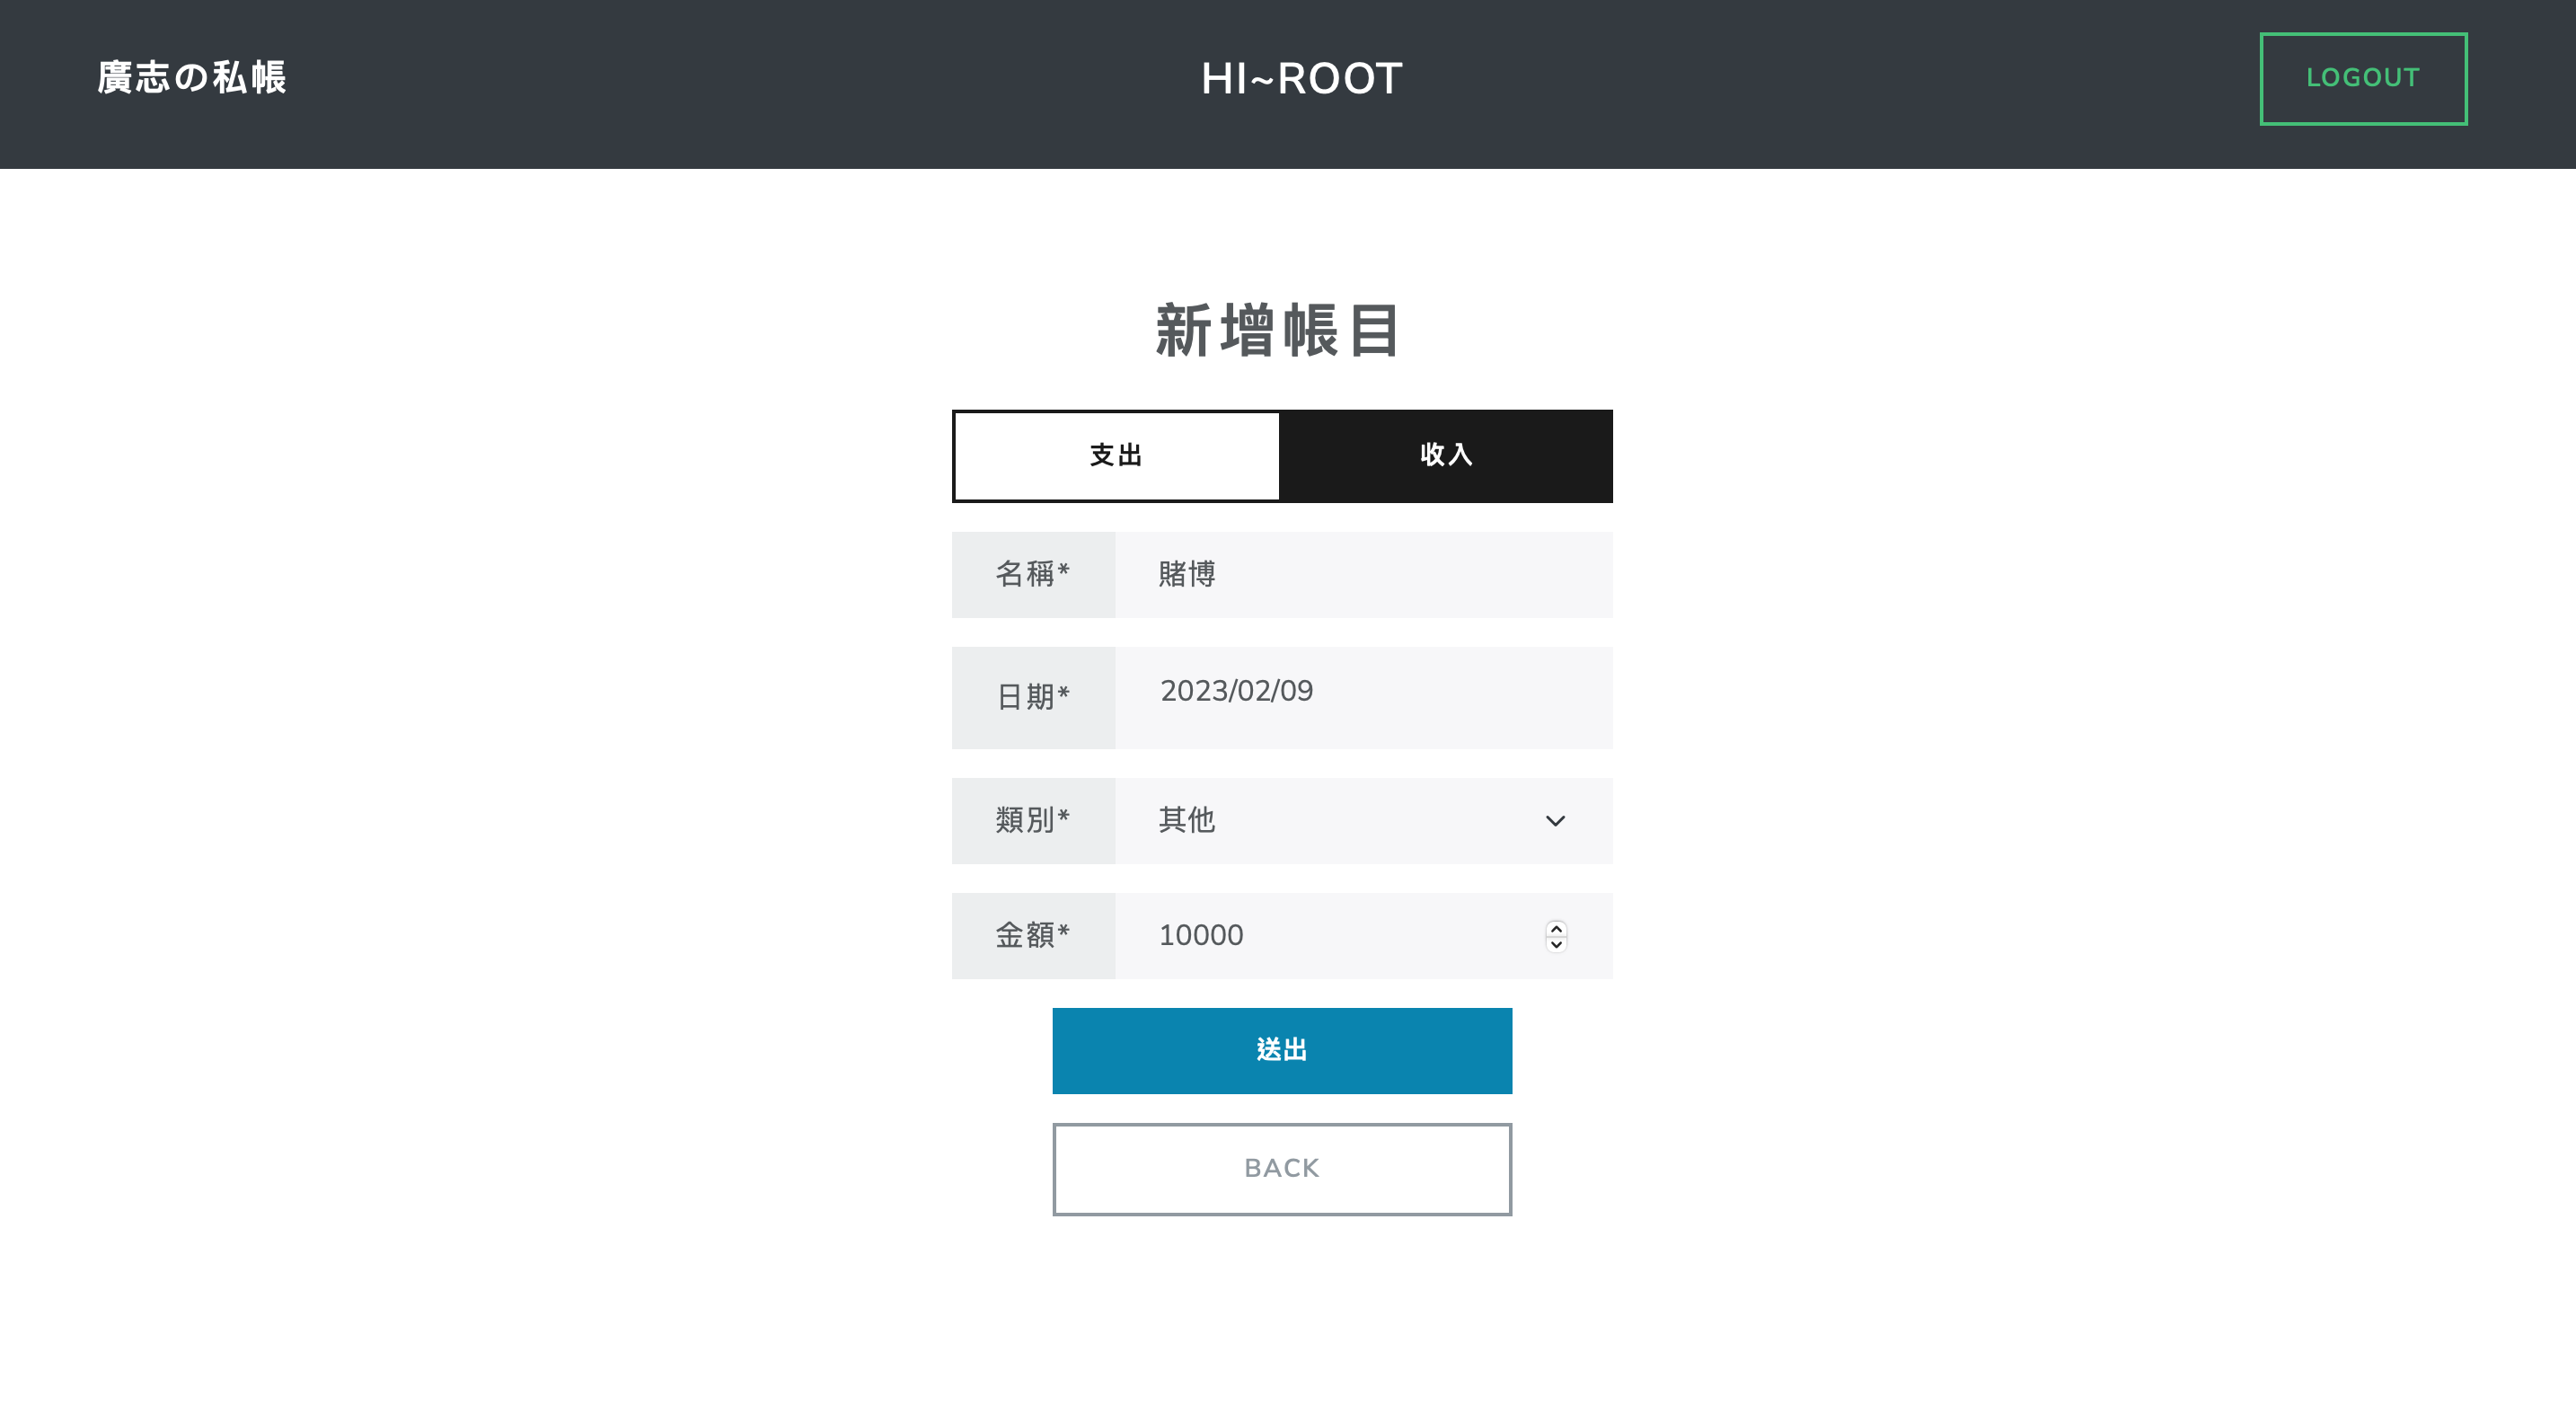 廣志の私帳
HI~ROOT
LOGOUT
新增帳目
支出
收入
名稱*
賭博
日期*
2023/02/09
類別*
其他
金額*
10000
送出
BACK